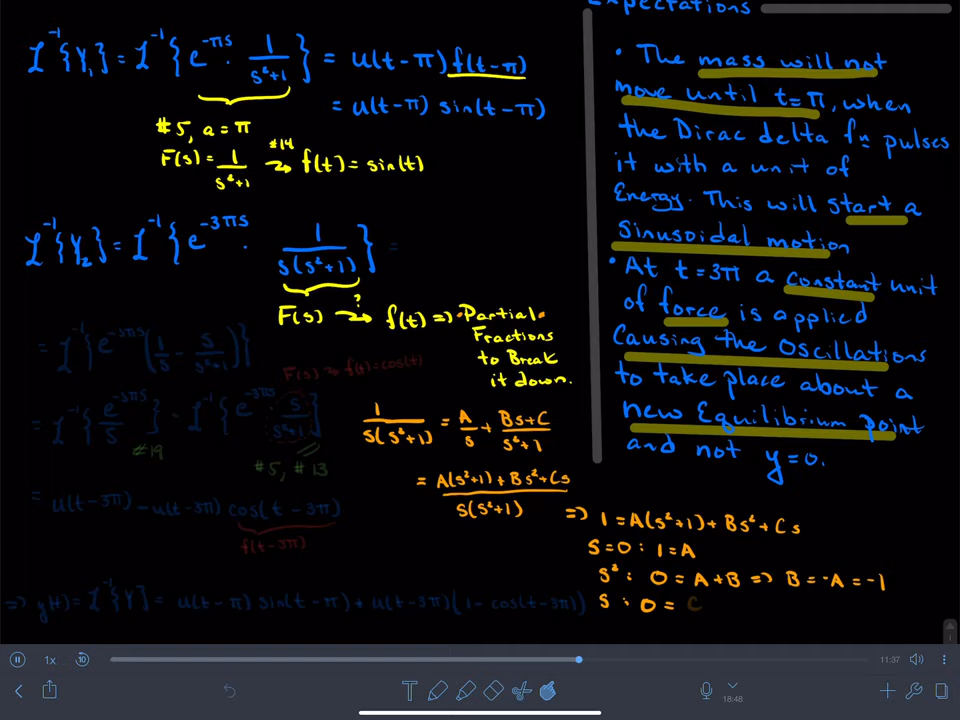 ℒ⁻¹{Y₁} = ℒ⁻¹{e^(-πs) · 1/(s²+1)} = u(t-π) f(t-π)
= u(t-π) sin(t-π)
#5, a = π
F(s) = 1/(s²+1) #14 ⤳ f(t) = sin(t)
ℒ⁻¹{Y₂} = ℒ⁻¹{e^(-3πs) · 1/(s(s²+1))} =
F(s) ⤳? f(t) => • Partial •
Fractions
to Break
it down.
= ℒ⁻¹{e^(-3πs) (1/s - s/(s²+1))}
F(s) ⤳ f(t) = cos(t)
= ℒ⁻¹{e^(-3πs)/s} - ℒ⁻¹{e^(-3πs) · s/(s²+1)}
#19
#5, #13
= u(t-3π) - u(t-3π) cos(t-3π)
f(t-3π)
=> y(t) = ℒ⁻¹{Y} = u(t-π) sin(t-π) + u(t-3π)(1 - cos(t-3π))
1/(s(s²+1)) = A/s + (Bs+C)/(s²+1)
= (A(s²+1) + Bs² + Cs)/(s(s²+1))
=> 1 = A(s²+1) + Bs² + Cs
s=0 : 1 = A
s² : 0 = A + B => B = -A = -1
s : 0 = C
Expectations
• The mass will not
move until t = π, when
the Dirac delta fn pulses
it with a unit of
Energy. This will start a
Sinusoidal motion
• At t = 3π a constant unit
of force is applied
Causing the Oscillations
to take place about a
new Equilibrium point
and not y=0.
1x
10
11:37
T
18:48